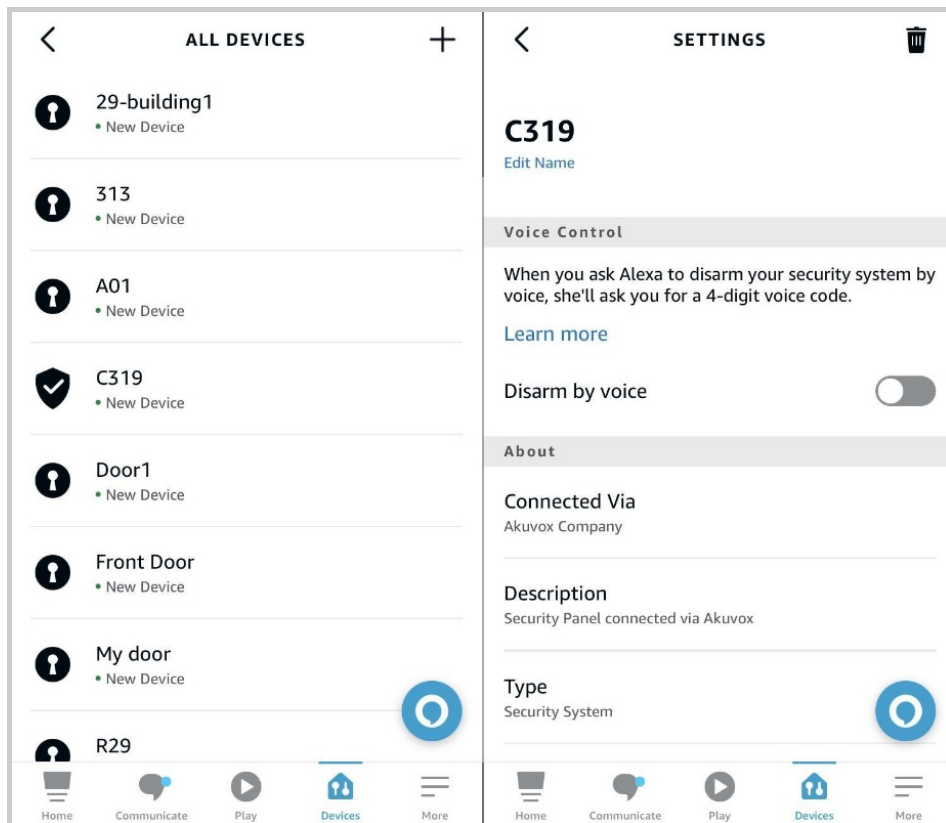 ALL DEVICES
29-building1
New Device
313
New Device
A01
New Device
C319
New Device
Door1
New Device
Front Door
New Device
My door
New Device
R29
Home
Communicate
Play
Devices
More
SETTINGS
C319
Edit Name
Voice Control
When you ask Alexa to disarm your security system by
voice, she'll ask you for a 4-digit voice code.
Learn more
Disarm by voice
About
Connected Via
Akuvox Company
Description
Security Panel connected via Akuvox
Type
Security System
Home
Communicate
Play
Devices
More